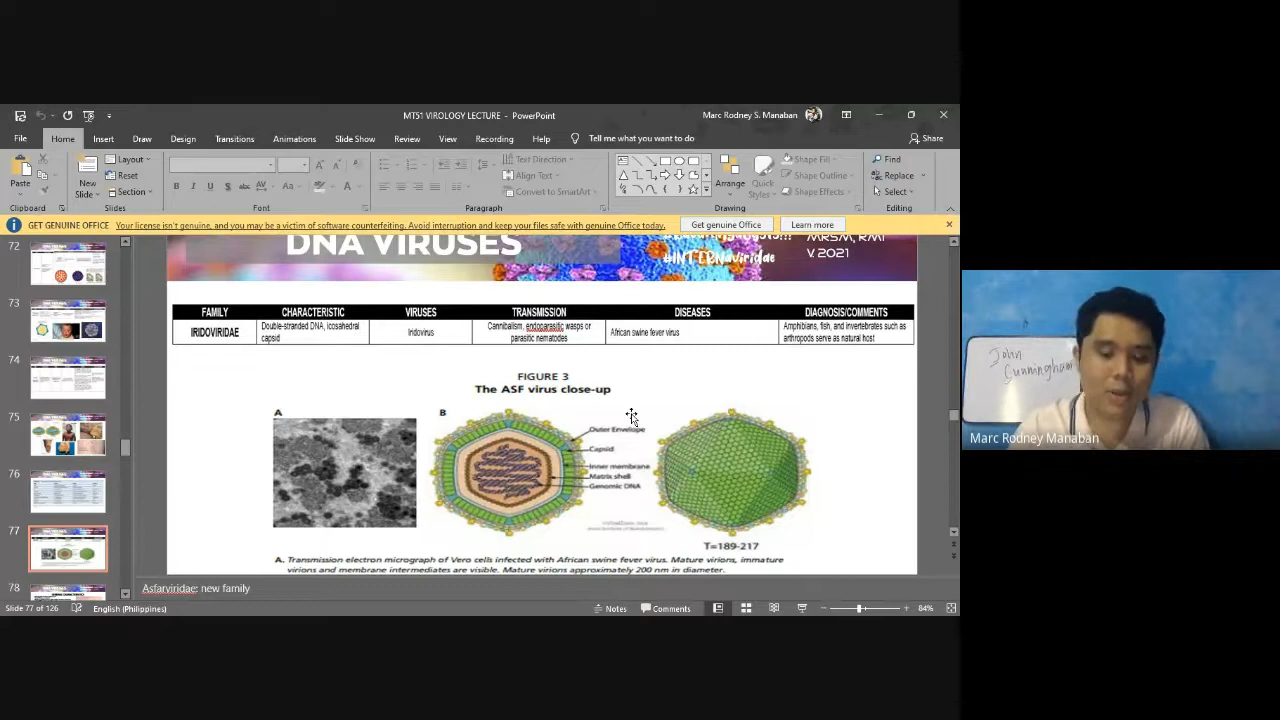 MT51 VIROLOGY LECTURE - PowerPoint
Marc Rodney S. Manaban
File Home Insert Draw Design Transitions Animations Slide Show Review View Recording Help Tell me what you want to do Share
Paste
New
Slide
Layout
Reset
Section
B I U S abc AV Aa A
Text Direction
Align Text
Convert to SmartArt
Arrange
Quick
Styles
Shape Fill
Shape Outline
Shape Effects
Find
Replace
Select
Clipboard Slides Font Paragraph Drawing Editing
GET GENUINE OFFICE Your license isn't genuine, and you may be a victim of software counterfeiting. Avoid interruption and keep your files safe with genuine Office today. Get genuine Office Learn more
72
73
74
75
76
77
78
DNA VIRUSES
#INTERNaviridae
MRSM, RMT
V. 2021
FAMILY CHARACTERISTIC VIRUSES TRANSMISSION DISEASES DIAGNOSIS/COMMENTS
IRIDOVIRIDAE
Double-stranded DNA, icosahedral
capsid
Iridovirus
Cannibalism, endoparasitic wasps or
parasitic nematodes
African swine fever virus
Amphibians, fish, and invertebrates such as
arthropods serve as natural host
FIGURE 3
The ASF virus close-up
A
B
Outer Envelope
Capsid
Inner membrane
Matrix shell
Genomic DNA
T=189-217
A. Transmission electron micrograph of Vero cells infected with African swine fever virus. Mature virions, immature
virions and membrane intermediates are visible. Mature virions approximately 200 nm in diameter.
Asfarviridae: new family
Slide 77 of 126 English (Philippines) Notes Comments 84%
John
Cunningham
Marc Rodney Manaban